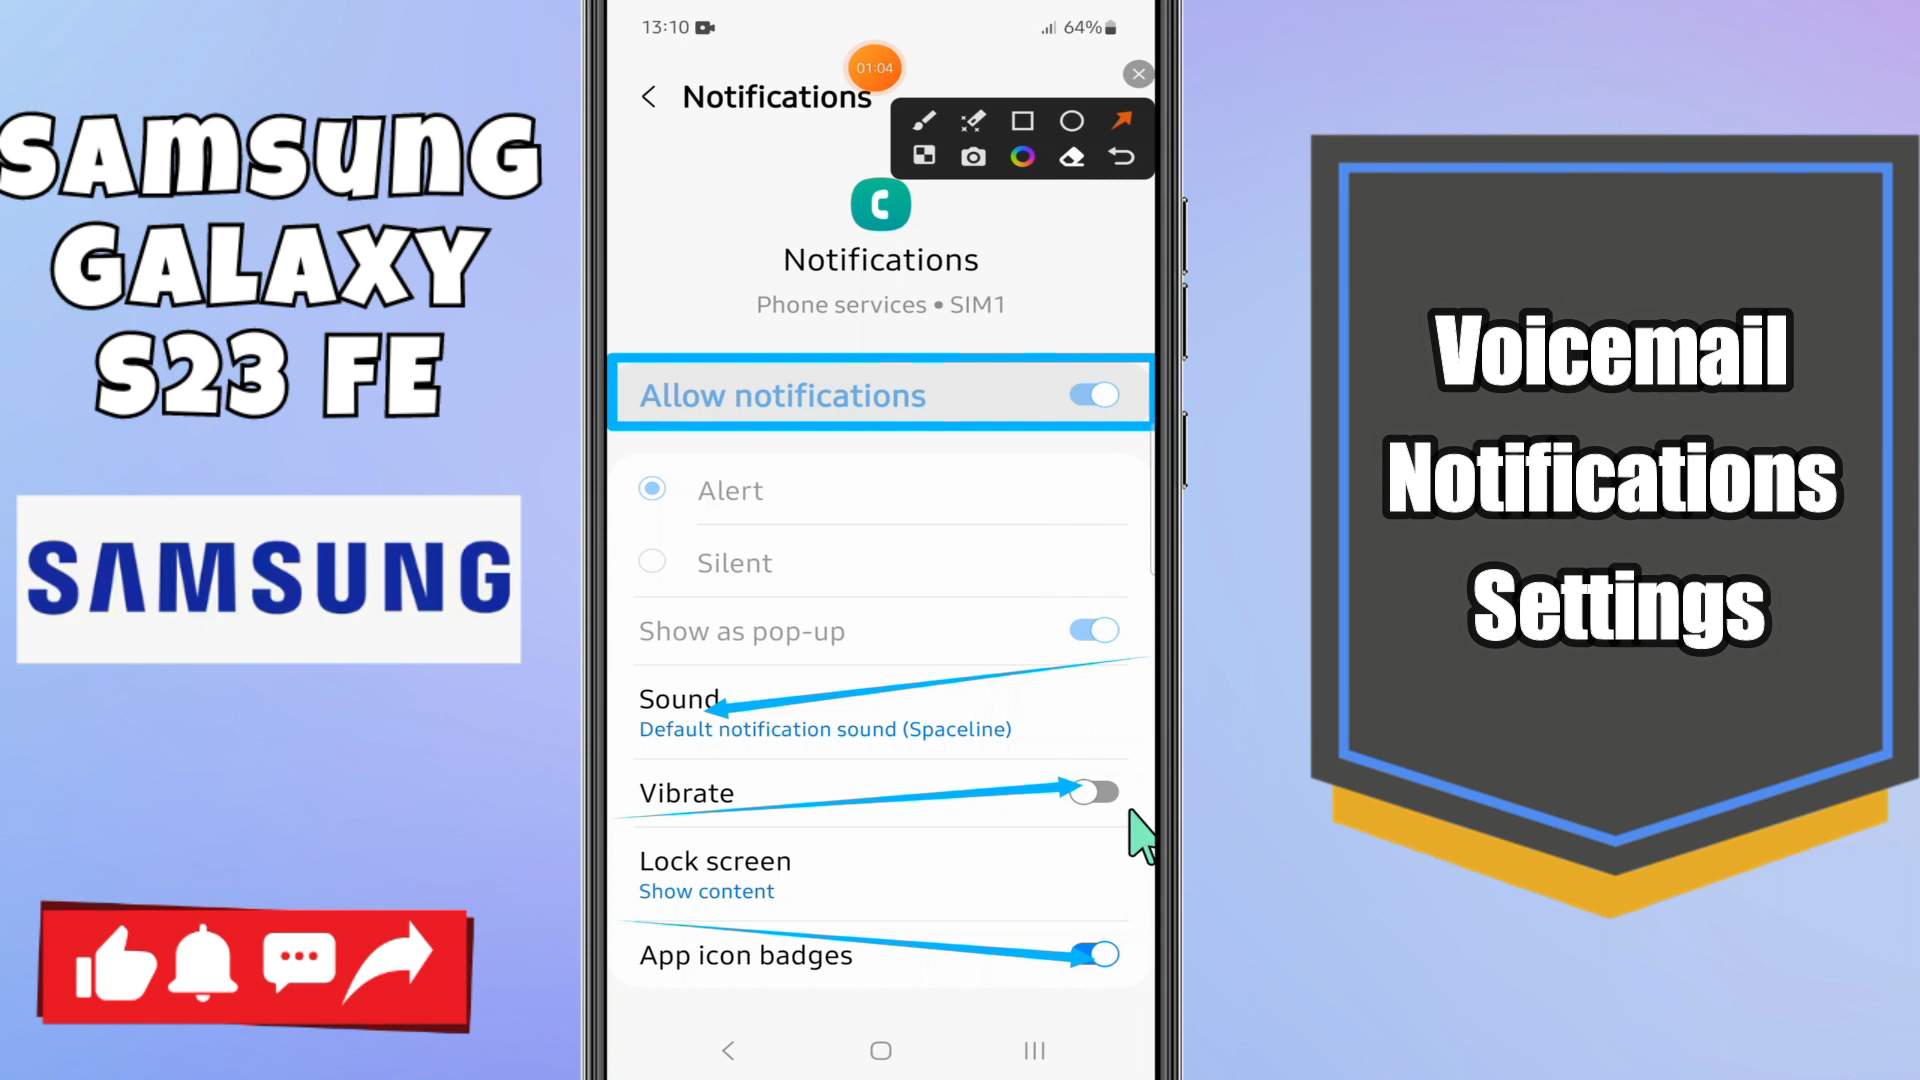 SAMSUNG
GALAXY
S23 FE
SAMSUNG
13:10
64%
01:04
Notifications
Notifications
Phone services • SIM1
Allow notifications
Alert
Silent
Show as pop-up
Sound
Default notification sound (Spaceline)
Vibrate
Lock screen
Show content
App icon badges
Voicemail
Notifications
Settings